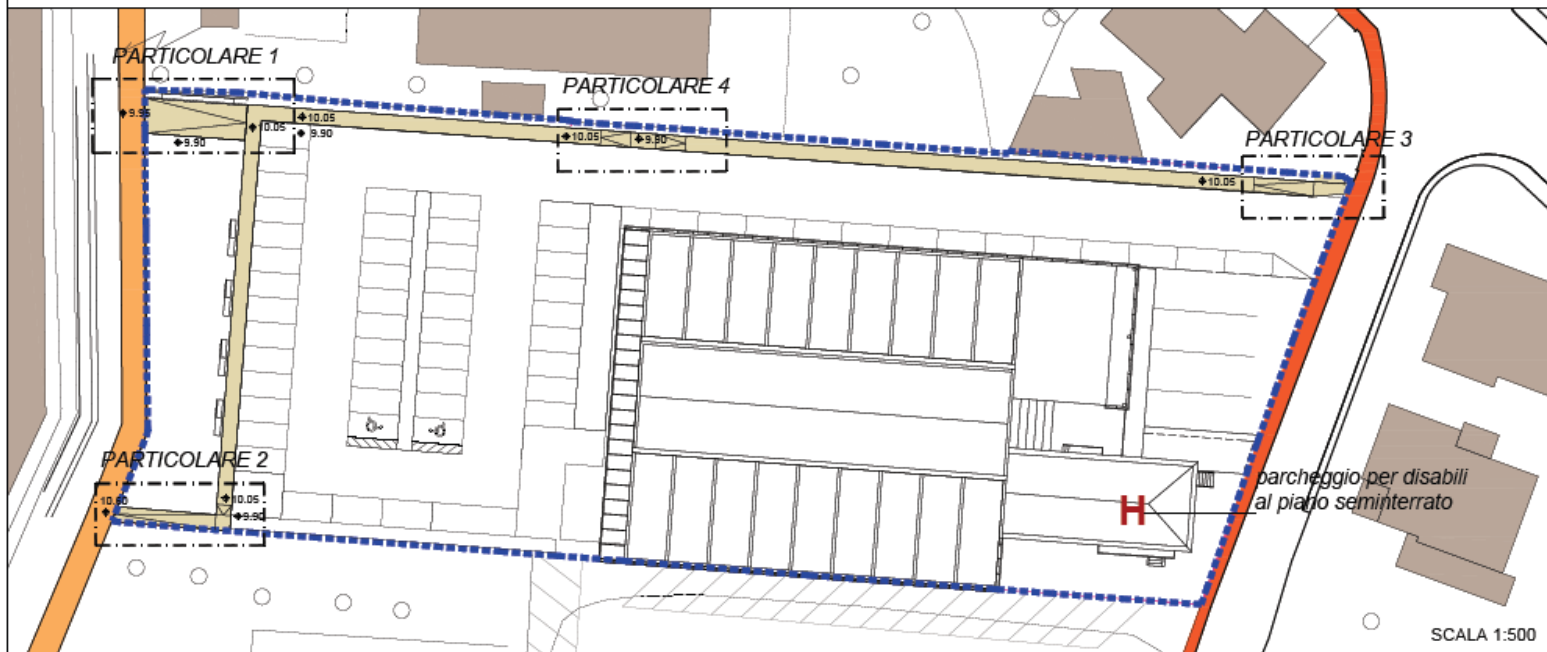 PARTICOLARE 1
PARTICOLARE 4
PARTICOLARE 3
9.95
10.05
10.05
9.90
9.90
10.05
9.90
10.05
PARTICOLARE 2
10.60
10.05
9.90
parcheggio per disabili
al piano seminterrato
H
SCALA 1:500